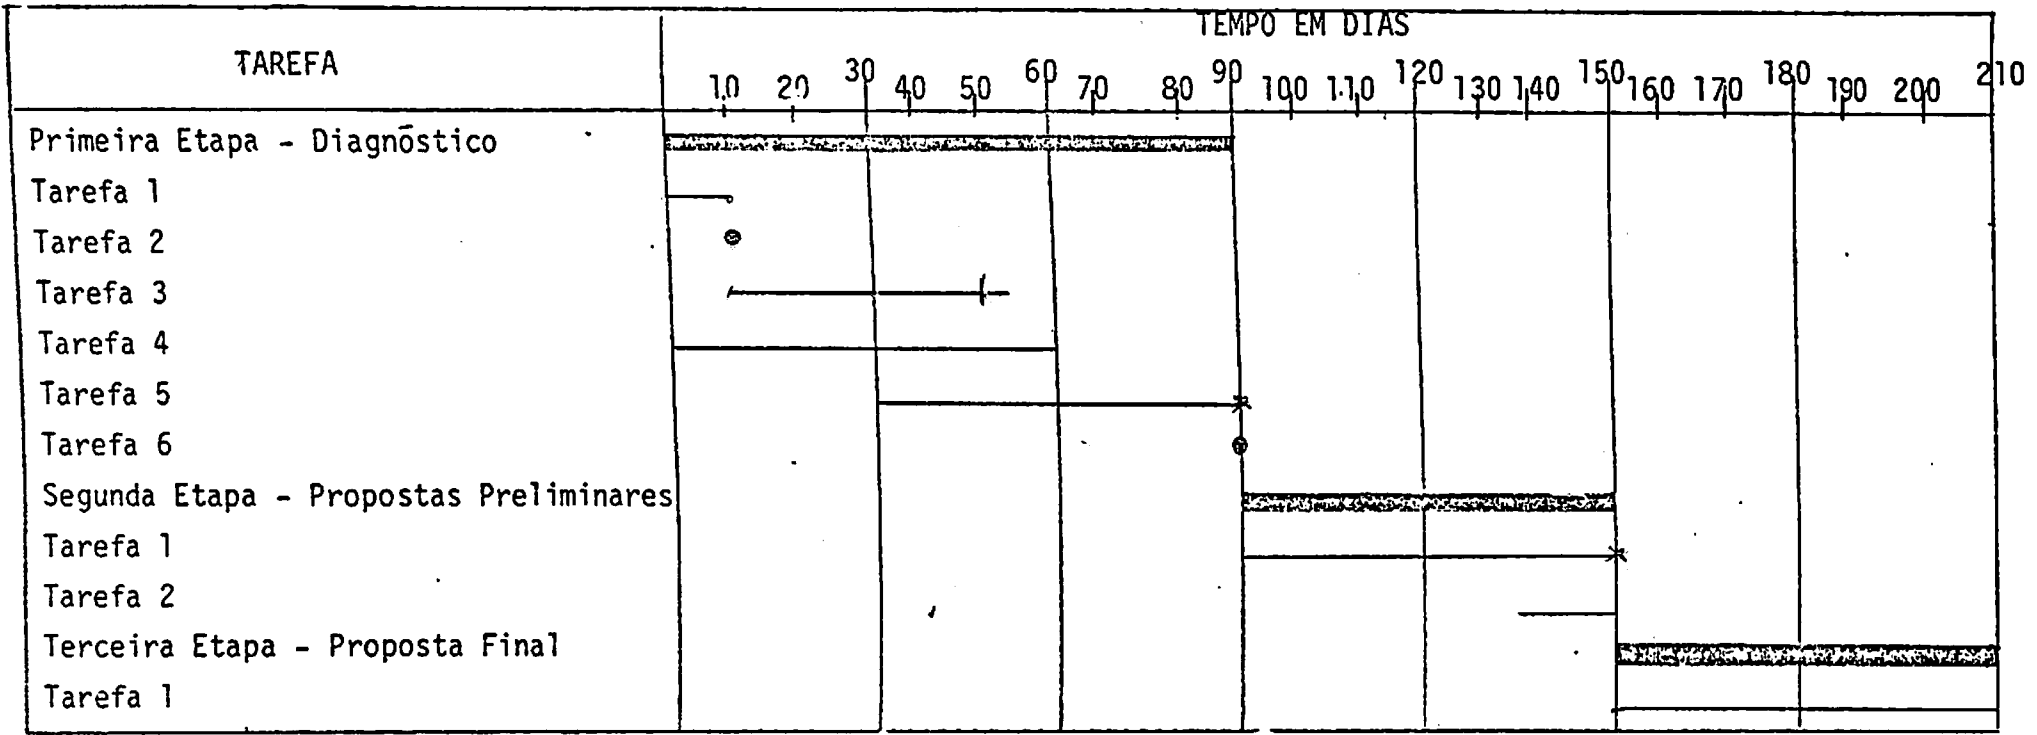 TEMPO EM DIAS
TAREFA
10 20 30 40 50 60 70 80 90 100 110 120 130 140 150 160 170 180 190 200 210
Primeira Etapa - Diagnóstico
Tarefa 1
Tarefa 2
Tarefa 3
Tarefa 4
Tarefa 5
Tarefa 6
Segunda Etapa - Propostas Preliminares
Tarefa 1
Tarefa 2
Terceira Etapa - Proposta Final
Tarefa 1